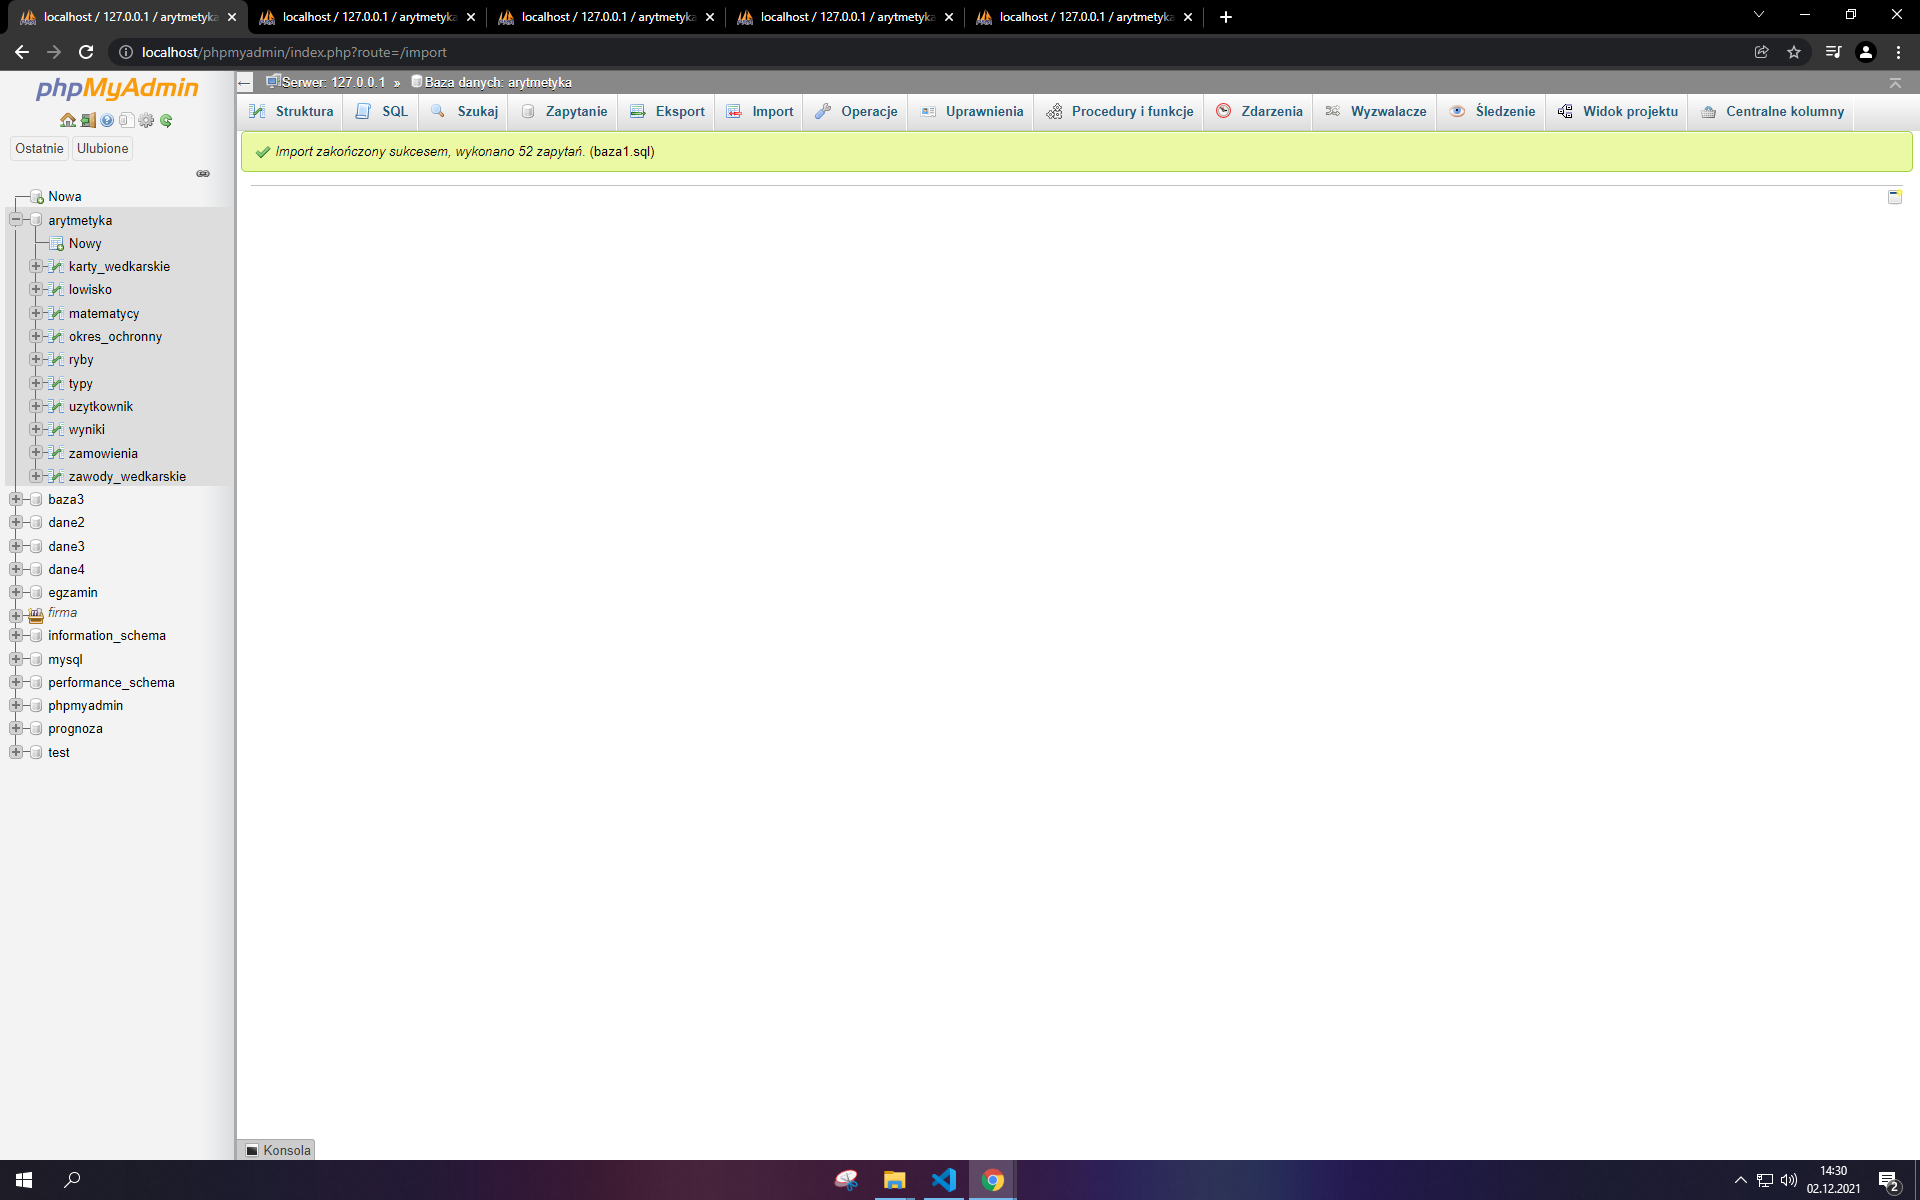 localhost / 127.0.0.1 / arytmetyka
localhost / 127.0.0.1 / arytmetyka
localhost / 127.0.0.1 / arytmetyka
localhost / 127.0.0.1 / arytmetyka
localhost / 127.0.0.1 / arytmetyka
localhost/phpmyadmin/index.php?route=/import
phpMyAdmin
Ostatnie Ulubione
Nowa
arytmetyka
Nowy
karty_wedkarskie
lowisko
matematycy
okres_ochronny
ryby
typy
uzytkownik
wyniki
zamowienia
zawody_wedkarskie
baza3
dane2
dane3
dane4
egzamin
firma
information_schema
mysql
performance_schema
phpmyadmin
prognoza
test
Serwer: 127.0.0.1 » Baza danych: arytmetyka
Struktura SQL Szukaj Zapytanie Eksport Import Operacje Uprawnienia Procedury i funkcje Zdarzenia Wyzwalacze Śledzenie Widok projektu Centralne kolumny
Import zakończony sukcesem, wykonano 52 zapytań. (baza1.sql)
Konsola
14:30
02.12.2021
2